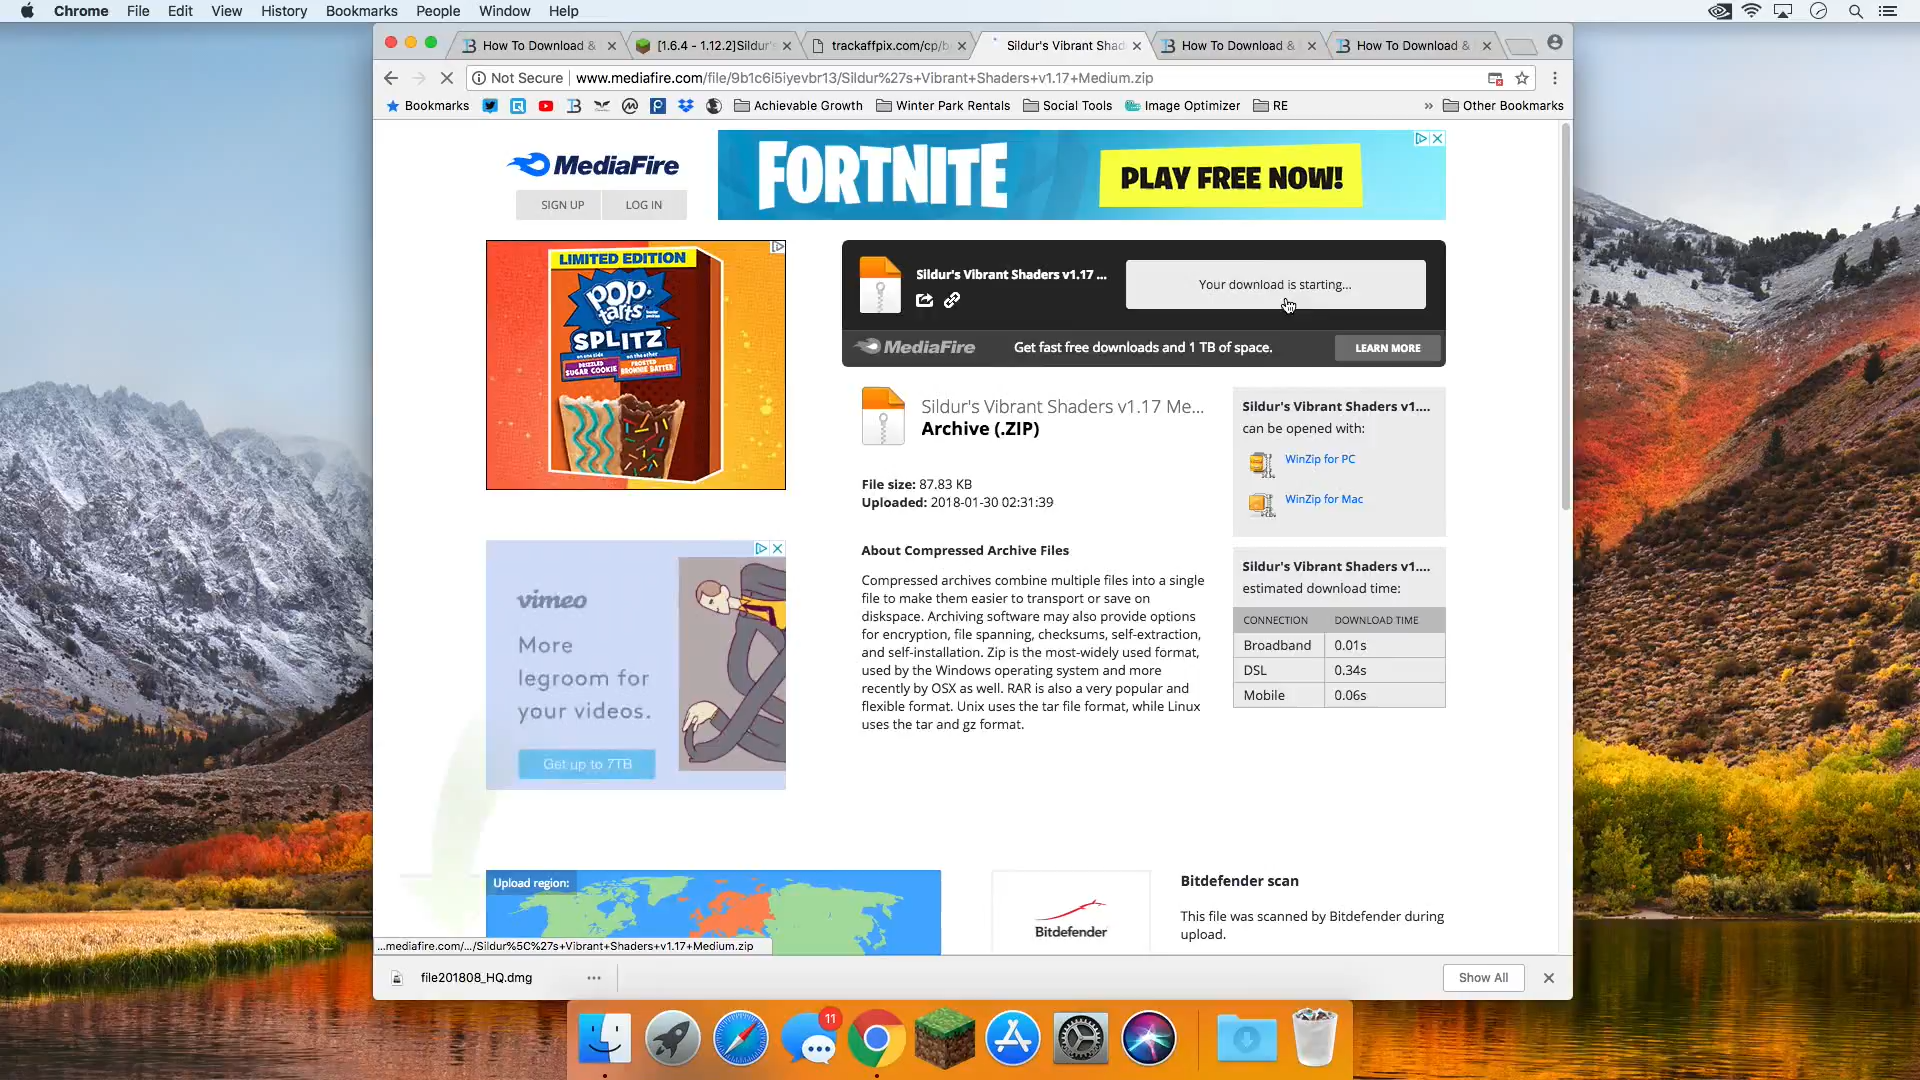 Chrome File Edit View History Bookmarks People Window Help
How To Download &
[1.6.4 - 1.12.2]Sildur's
trackaffpix.com/cp/b
Sildur's Vibrant Shad
How To Download &
How To Download &
Not Secure www.mediafire.com/file/9b1c6i5iyevbr13/Sildur%27s+Vibrant+Shaders+v1.17+Medium.zip
Bookmarks Achievable Growth Winter Park Rentals Social Tools Image Optimizer RE » Other Bookmarks
MediaFire
SIGN UP LOG IN
FORTNITE
PLAY FREE NOW!
LIMITED EDITION
POP·
tarts
SPLITZ
on one side
DRIZZLED
SUGAR COOKIE
on the other
FROSTED
BROWNIE BATTER
Sildur's Vibrant Shaders v1.17 ...
Your download is starting...
MediaFire Get fast free downloads and 1 TB of space. LEARN MORE
Sildur's Vibrant Shaders v1.17 Me...
Archive (.ZIP)
File size: 87.83 KB
Uploaded: 2018-01-30 02:31:39
About Compressed Archive Files
Compressed archives combine multiple files into a single
file to make them easier to transport or save on
diskspace. Archiving software may also provide options
for encryption, file spanning, checksums, self-extraction,
and self-installation. Zip is the most-widely used format,
used by the Windows operating system and more
recently by OSX as well. RAR is also a very popular and
flexible format. Unix uses the tar file format, while Linux
uses the tar and gz format.
Sildur's Vibrant Shaders v1....
can be opened with:
WinZip for PC
WinZip for Mac
Sildur's Vibrant Shaders v1....
estimated download time:
CONNECTION DOWNLOAD TIME
Broadband 0.01s
DSL 0.34s
Mobile 0.06s
vimeo
More
legroom for
your videos.
Get up to 7TB
Upload region:
Bitdefender
Bitdefender scan
This file was scanned by Bitdefender during
upload.
...mediafire.com/.../Sildur%5C%27s+Vibrant+Shaders+v1.17+Medium.zip
file201808_HQ.dmg
Show All
11